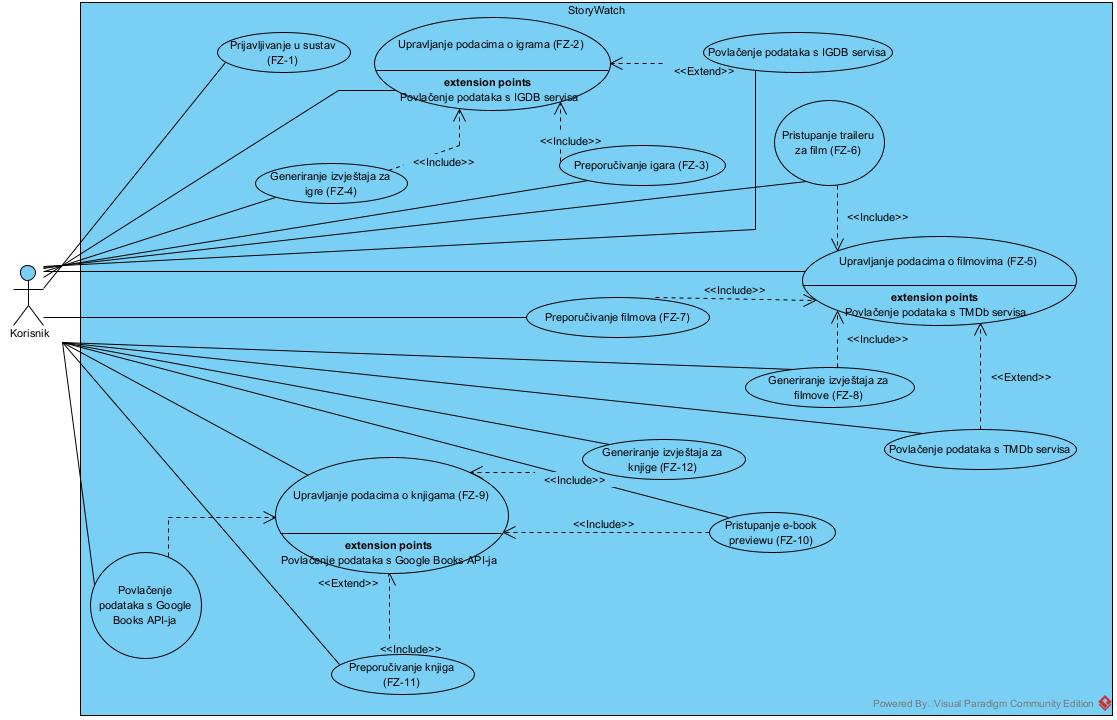 StoryWatch
Prijavljivanje u sustav
(FZ-1)
Upravljanje podacima o igrama (FZ-2)
extension points
Povlačenje podataka s IGDB servisa
<<Extend>>
Povlačenje podataka s IGDB servisa
<<Include>>
<<Include>>
Generiranje izvještaja za
igre (FZ-4)
Preporučivanje igara (FZ-3)
Pristupanje traileru
za film (FZ-6)
<<Include>>
Upravljanje podacima o filmovima (FZ-5)
extension points
Povlačenje podataka s TMDb servisa
<<Include>>
Korisnik
Preporučivanje filmova (FZ-7)
<<Include>>
<<Extend>>
Generiranje izvještaja za
filmove (FZ-8)
Povlačenje podataka s TMDb servisa
Generiranje izvještaja za
knjige (FZ-12)
<<Include>>
Upravljanje podacima o knjigama (FZ-9)
extension points
Povlačenje podataka s Google Books API-ja
<<Include>>
Pristupanje e-book
previewu (FZ-10)
<<Extend>>
Povlačenje
podataka s Google
Books API-ja
<<Include>>
Preporučivanje knjiga
(FZ-11)
Powered By: Visual Paradigm Community Edition